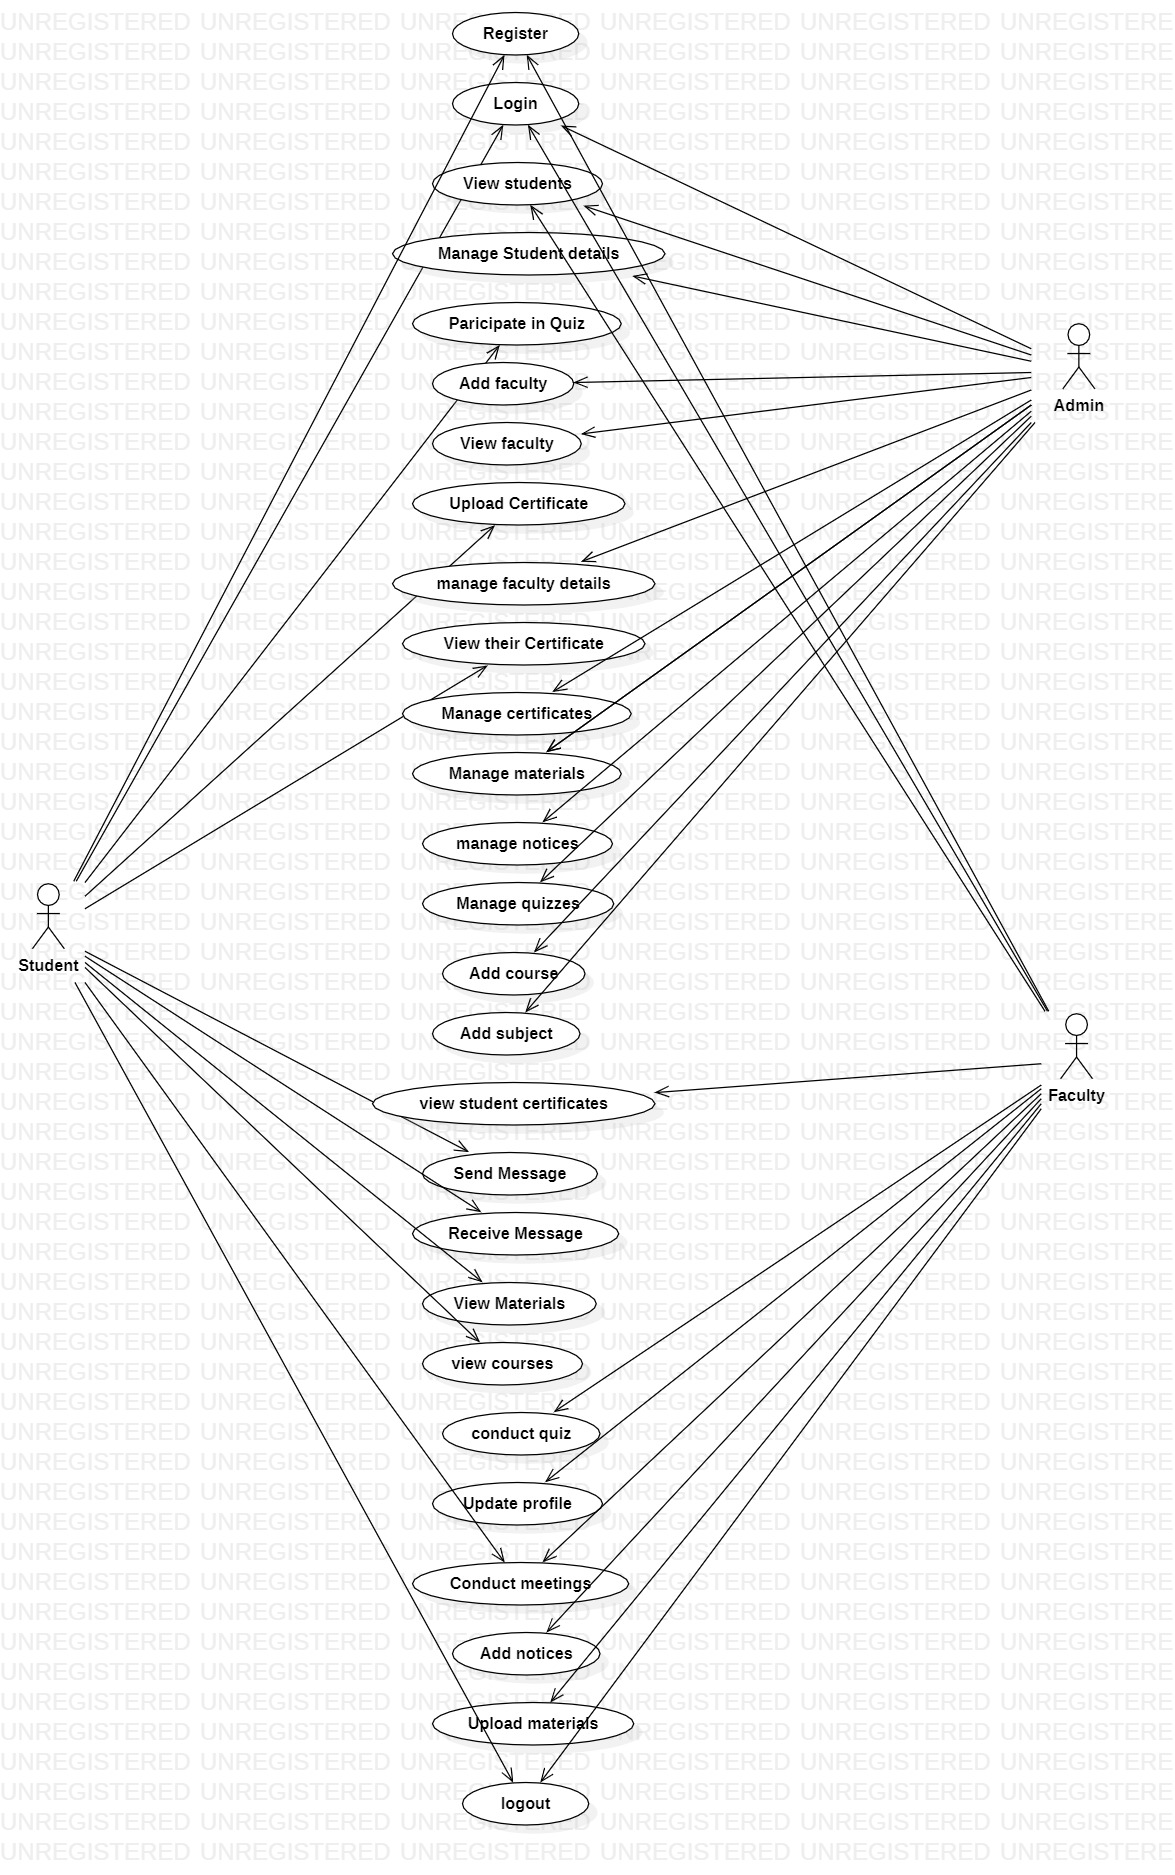 Register
Login
View students
Manage Student details
Paricipate in Quiz
Add faculty
Admin
View faculty
Upload Certificate
manage faculty details
View their Certificate
Manage certificates
Manage materials
manage notices
Manage quizzes
Student
Add course
Add subject
view student certificates
Faculty
Send Message
Receive Message
View Materials
view courses
conduct quiz
Update profile
Conduct meetings
Add notices
Upload materials
logout
UNREGISTERED